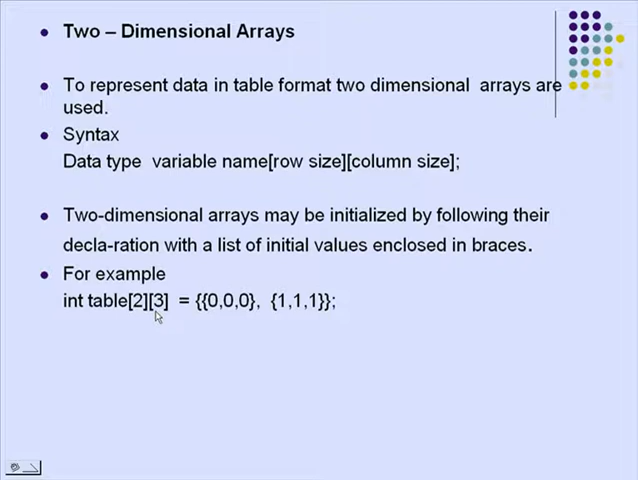 Two – Dimensional Arrays
To represent data in table format two dimensional arrays are
used.
Syntax
Data type variable name[row size][column size];
Two-dimensional arrays may be initialized by following their
decla-ration with a list of initial values enclosed in braces.
For example
int table[2][3] = {{0,0,0}, {1,1,1}};